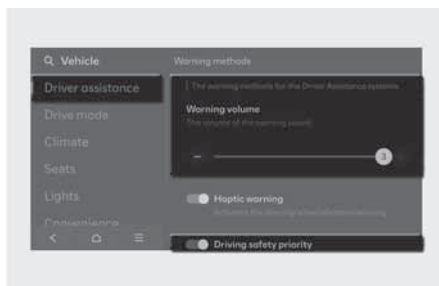 Vehicle
Warning methods
Driver assistance
The warning methods for the Driver Assistance systems
Drive mode
Warning volume
The volume of the warning sound
Climate
3
Seats
Lights
Haptic warning
Convenience
Driving safety priority